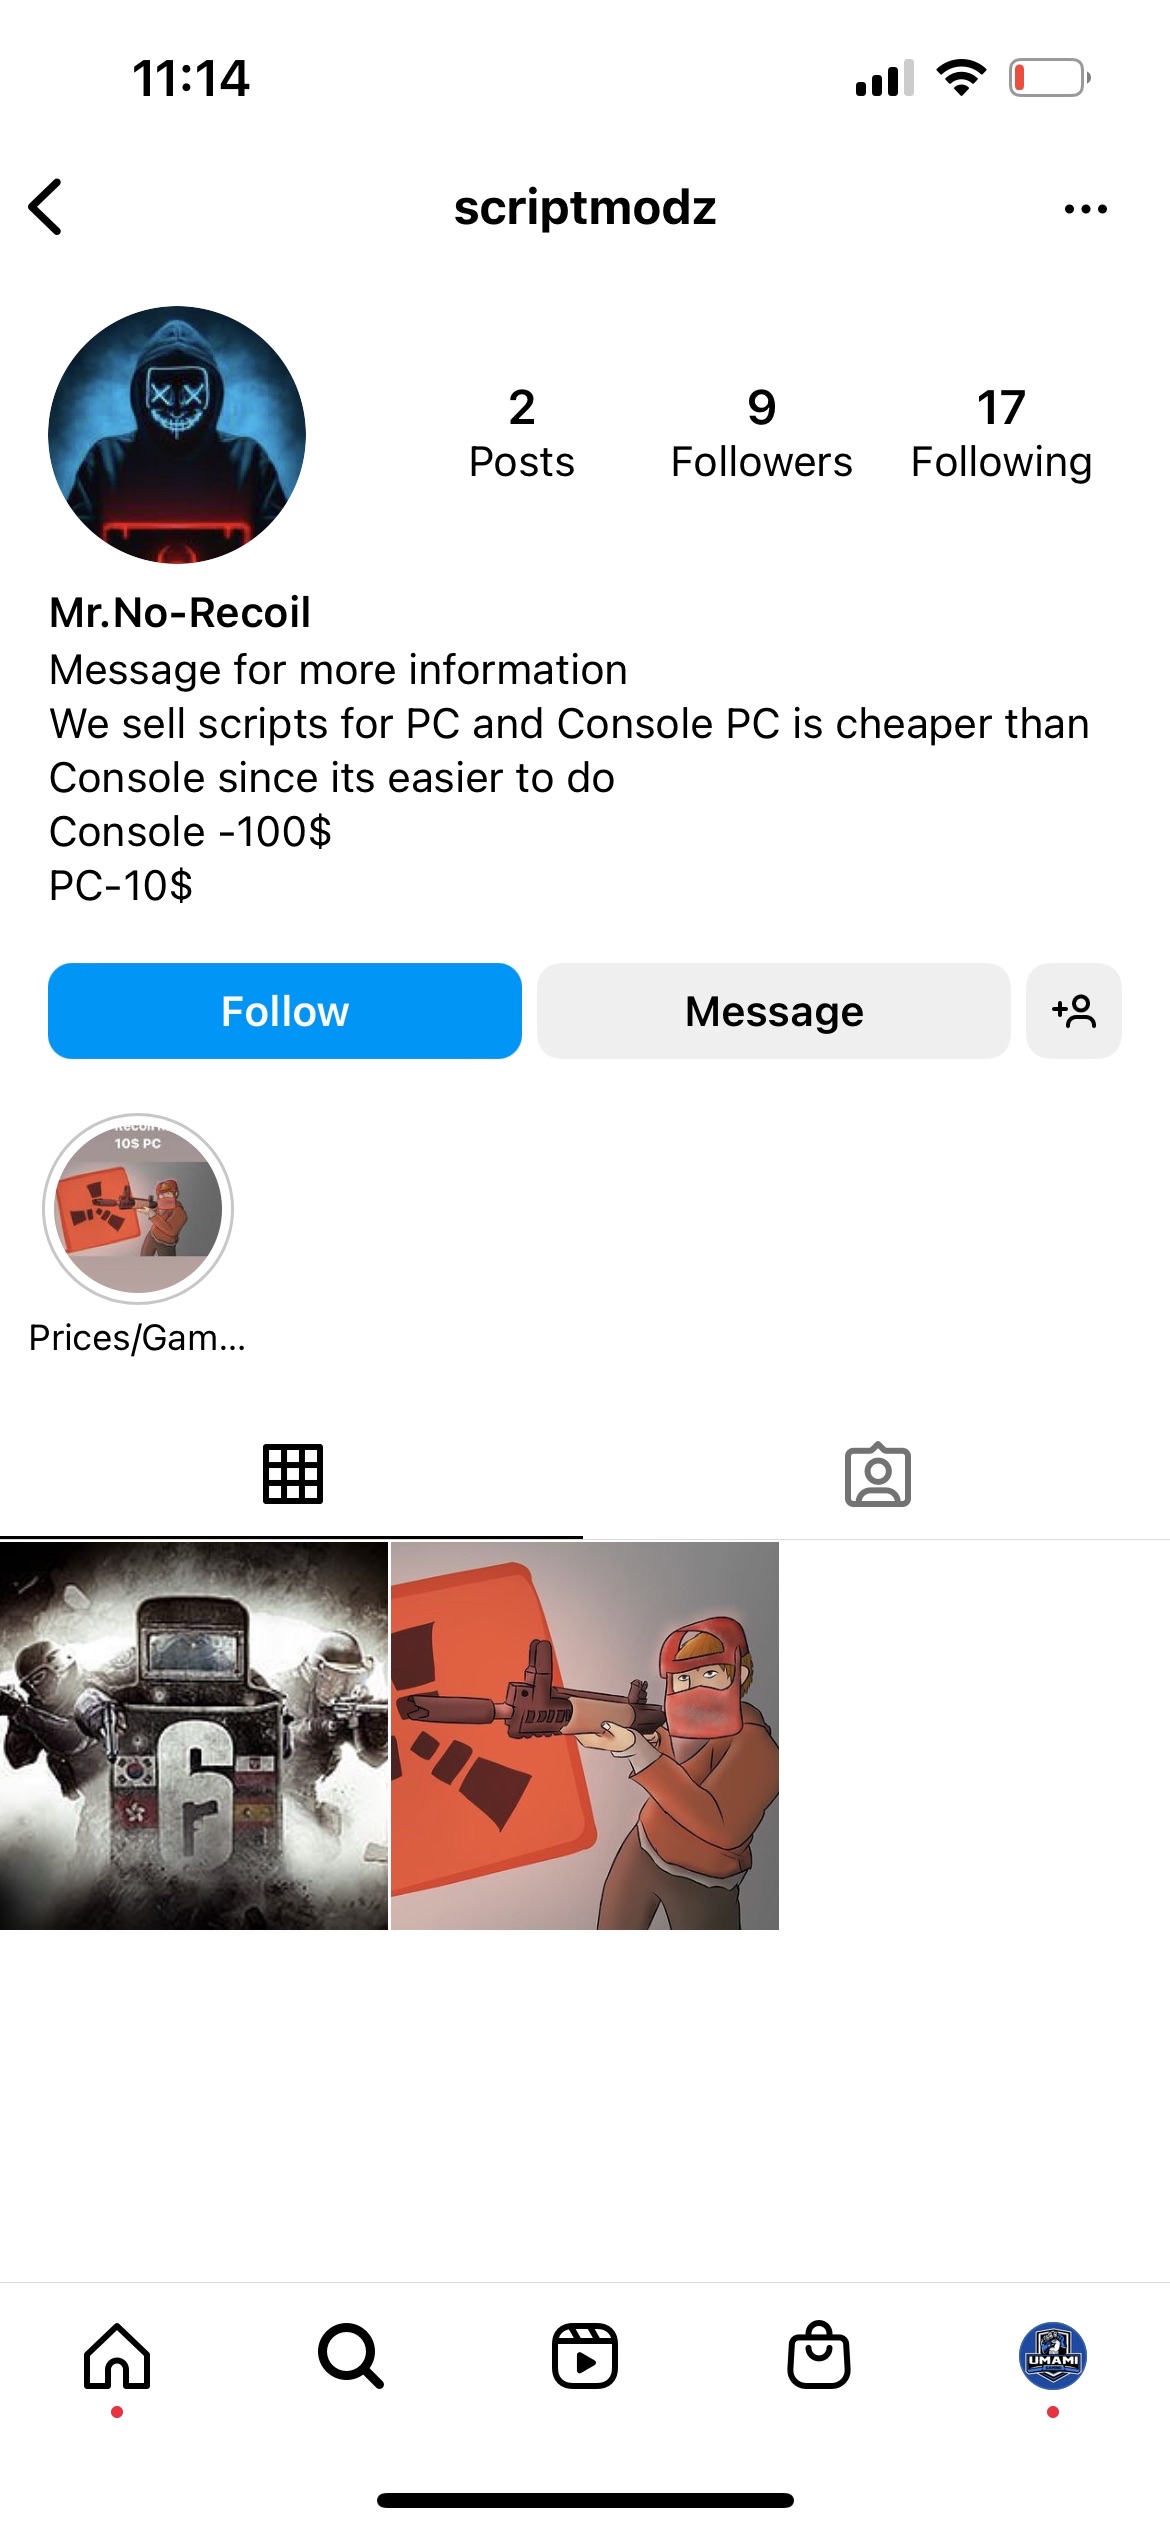 11:14
scriptmodz
2
Posts
9
Followers
17
Following
Mr.No-Recoil
Message for more information
We sell scripts for PC and Console PC is cheaper than
Console since its easier to do
Console -100$
PC-10$
Follow
Message
10$ PC
Prices/Gam...
6
UMAMI